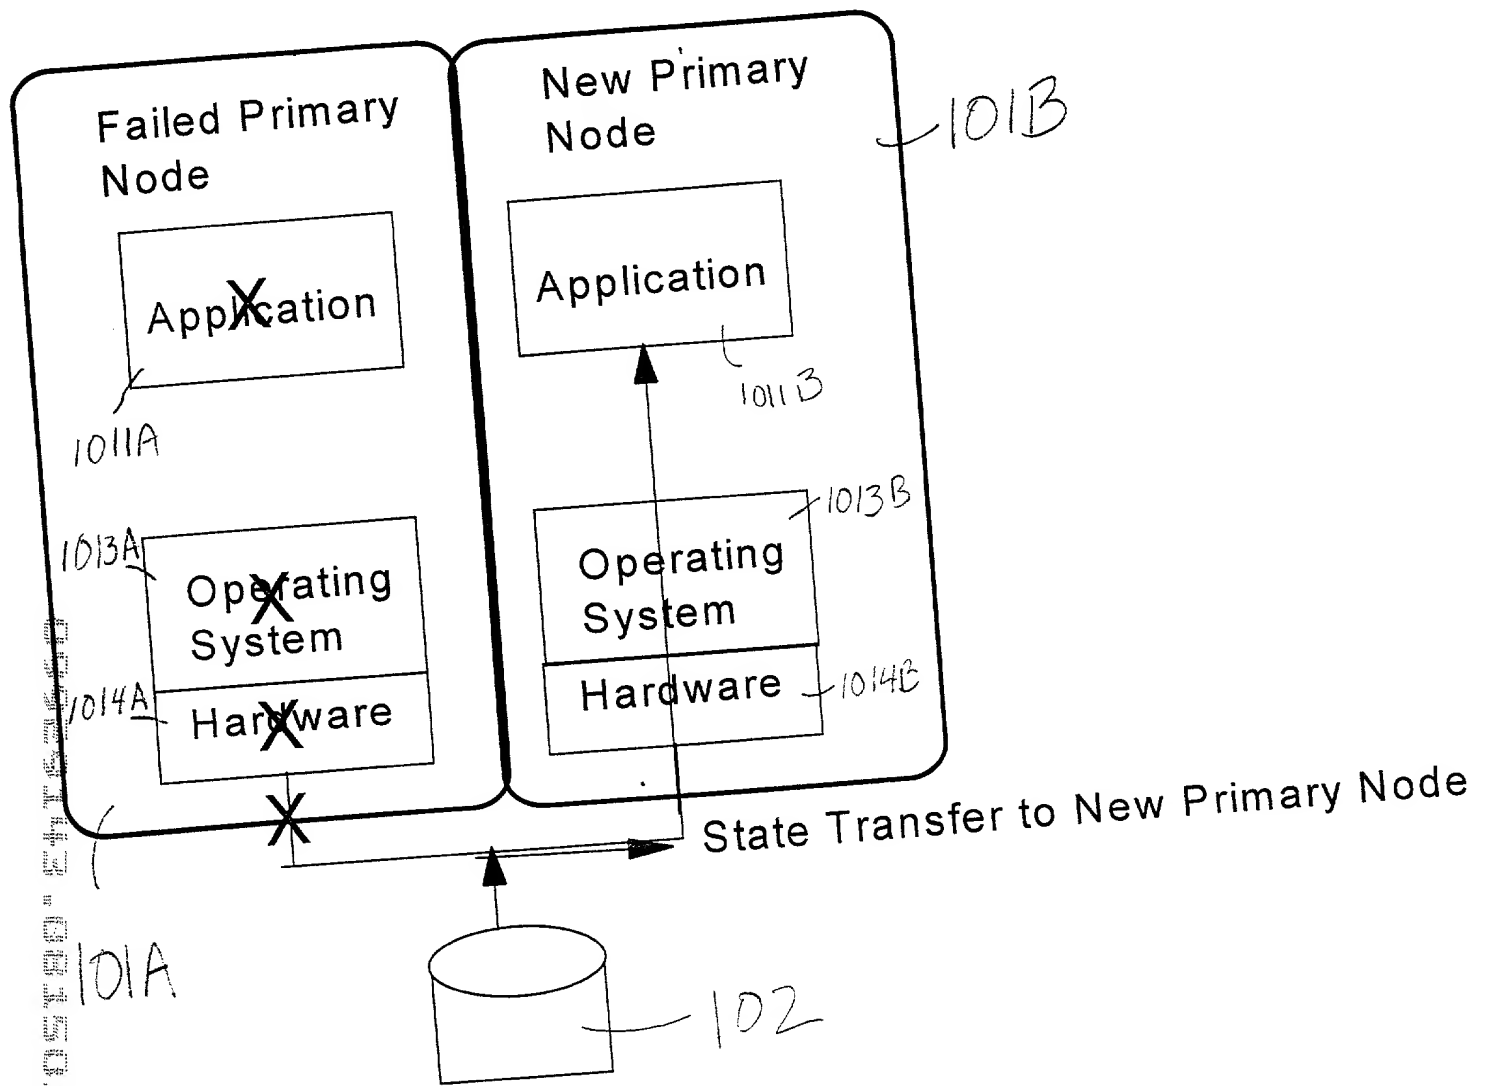 Failed Primary
Node
New Primary
Node
101B
Application
Application
1011A
1011B
1013A
Operating
System
1013B
Operating
System
1014A
Hardware
Hardware
1014B
State Transfer to New Primary Node
101A
102